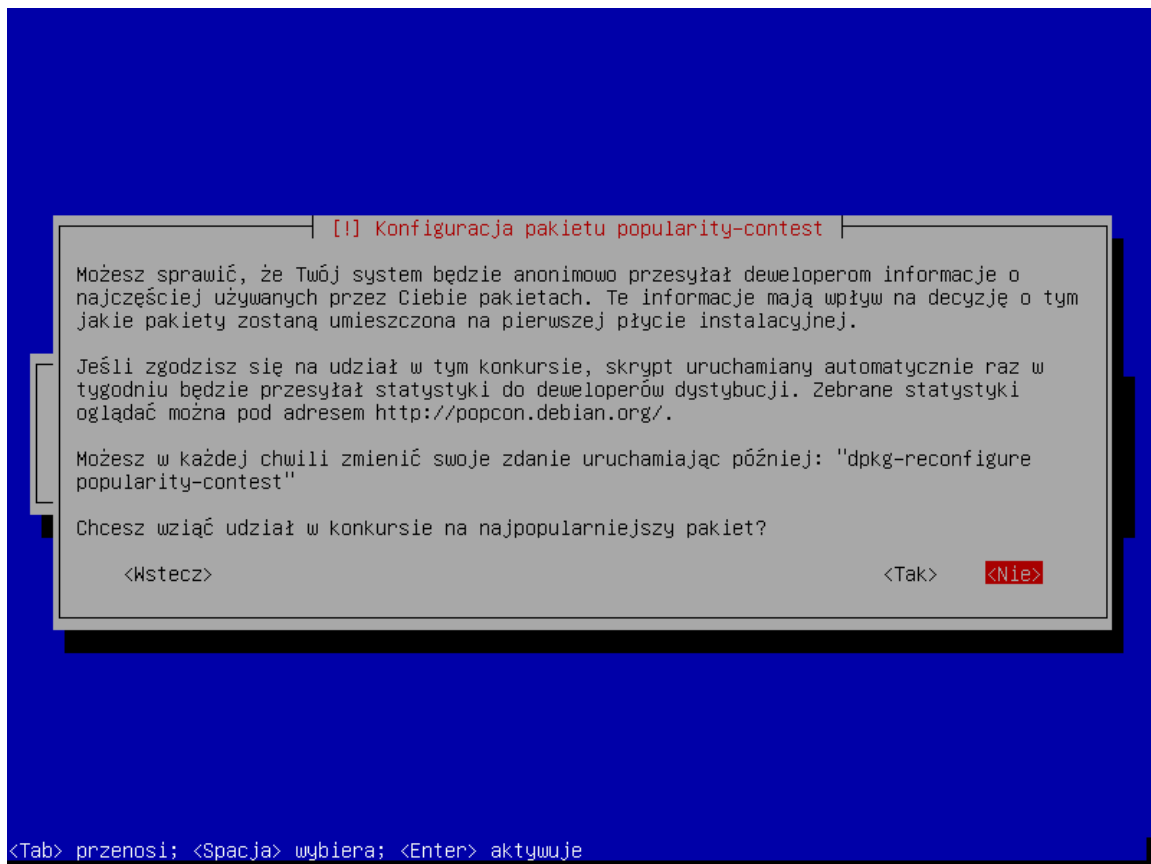 [!] Konfiguracja pakietu popularity-contest
Możesz sprawić, że Twój system będzie anonimowo przesyłał deweloperom informacje o
najczęściej używanych przez Ciebie pakietach. Te informacje mają wpływ na decyzję o tym
jakie pakiety zostaną umieszczona na pierwszej płycie instalacyjnej.
Jeśli zgodzisz się na udział w tym konkursie, skrypt uruchamiany automatycznie raz w
tygodniu będzie przesyłał statystyki do deweloperów dystybucji. Zebrane statystyki
oglądać można pod adresem http://popcon.debian.org/.
Możesz w każdej chwili zmienić swoje zdanie uruchamiając później: "dpkg-reconfigure
popularity-contest"
Chcesz wziąć udział w konkursie na najpopularniejszy pakiet?
<Wstecz> <Tak> <Nie>
<Tab> przenosi; <Spacja> wybiera; <Enter> aktywuje